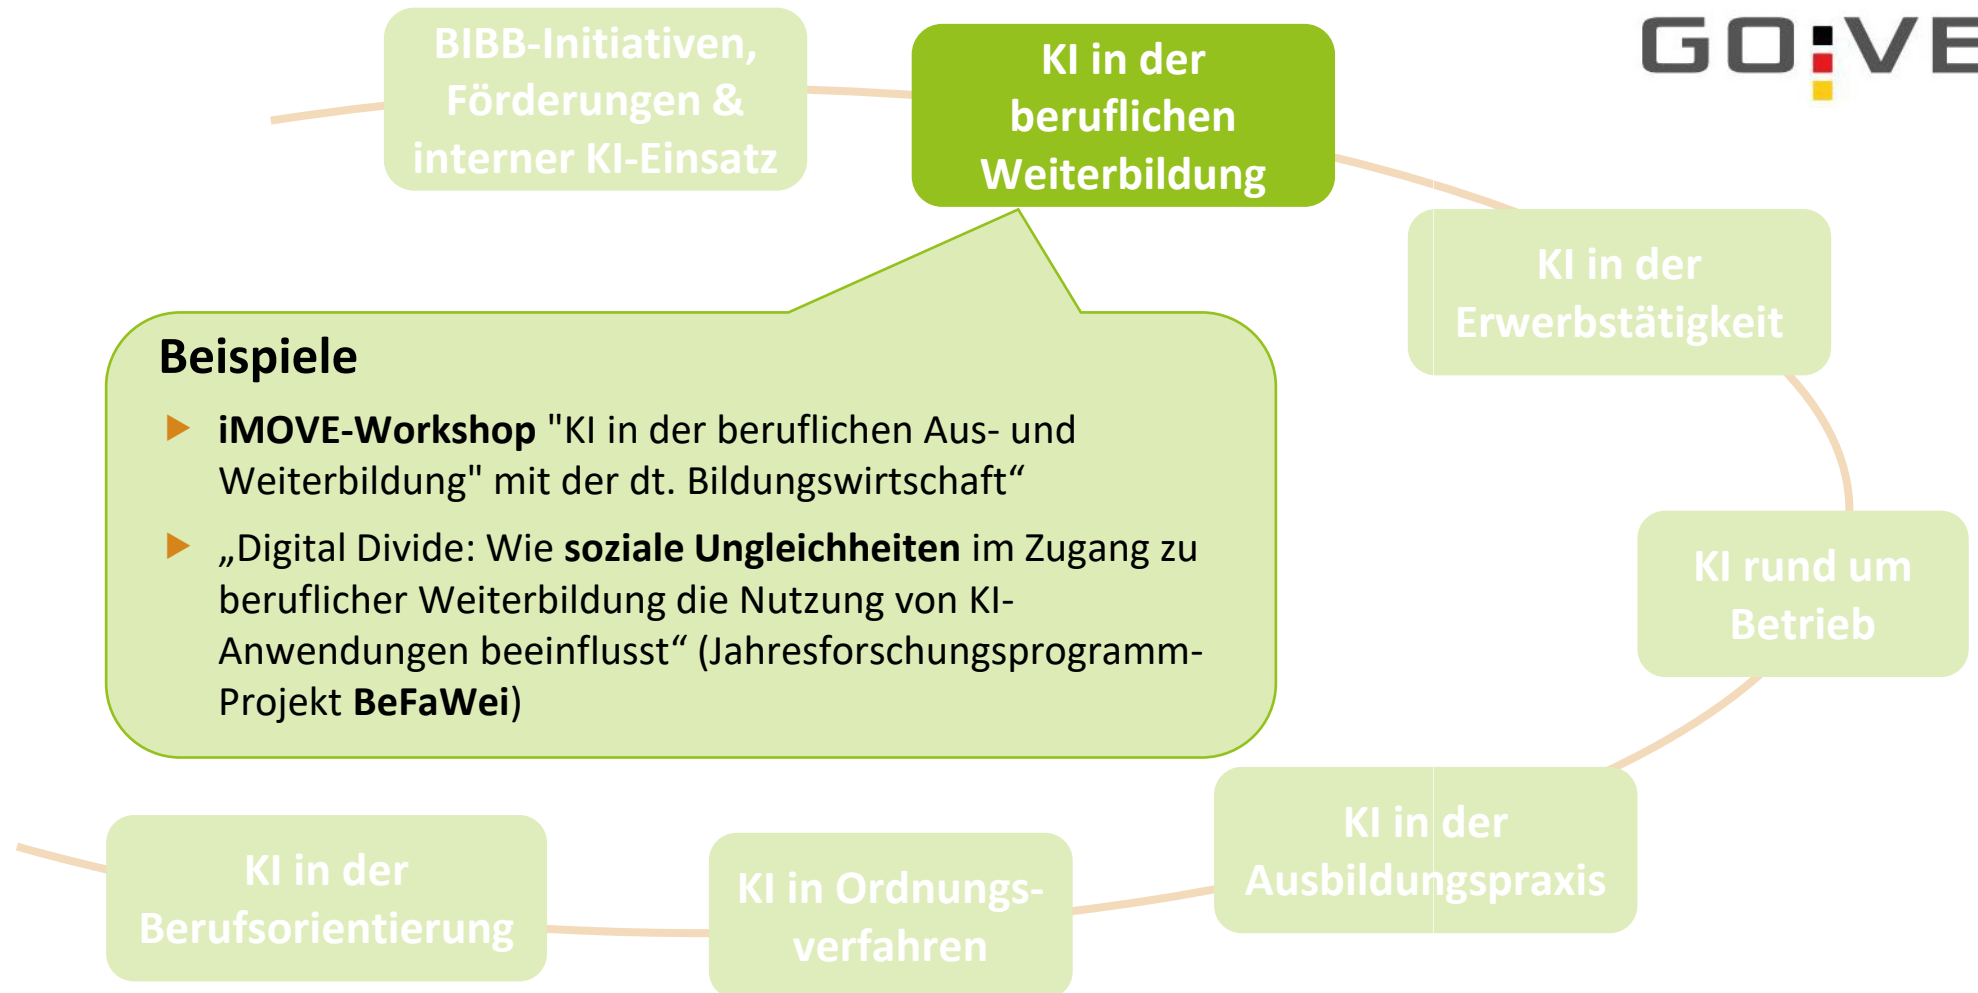 BIBB-Initiativen,
Förderungen &
interner KI-Einsatz
KI in der
beruflichen
Weiterbildung
GO:VE
KI in der
Erwerbstätigkeit
Beispiele
iMOVE-Workshop "KI in der beruflichen Aus- und
Weiterbildung" mit der dt. Bildungswirtschaft“
„Digital Divide: Wie soziale Ungleichheiten im Zugang zu
beruflicher Weiterbildung die Nutzung von KI-
Anwendungen beeinflusst“ (Jahresforschungsprogramm-
Projekt BeFaWei)
KI rund um
Betrieb
KI in der
Ausbildungspraxis
KI in Ordnungs-
verfahren
KI in der
Berufsorientierung